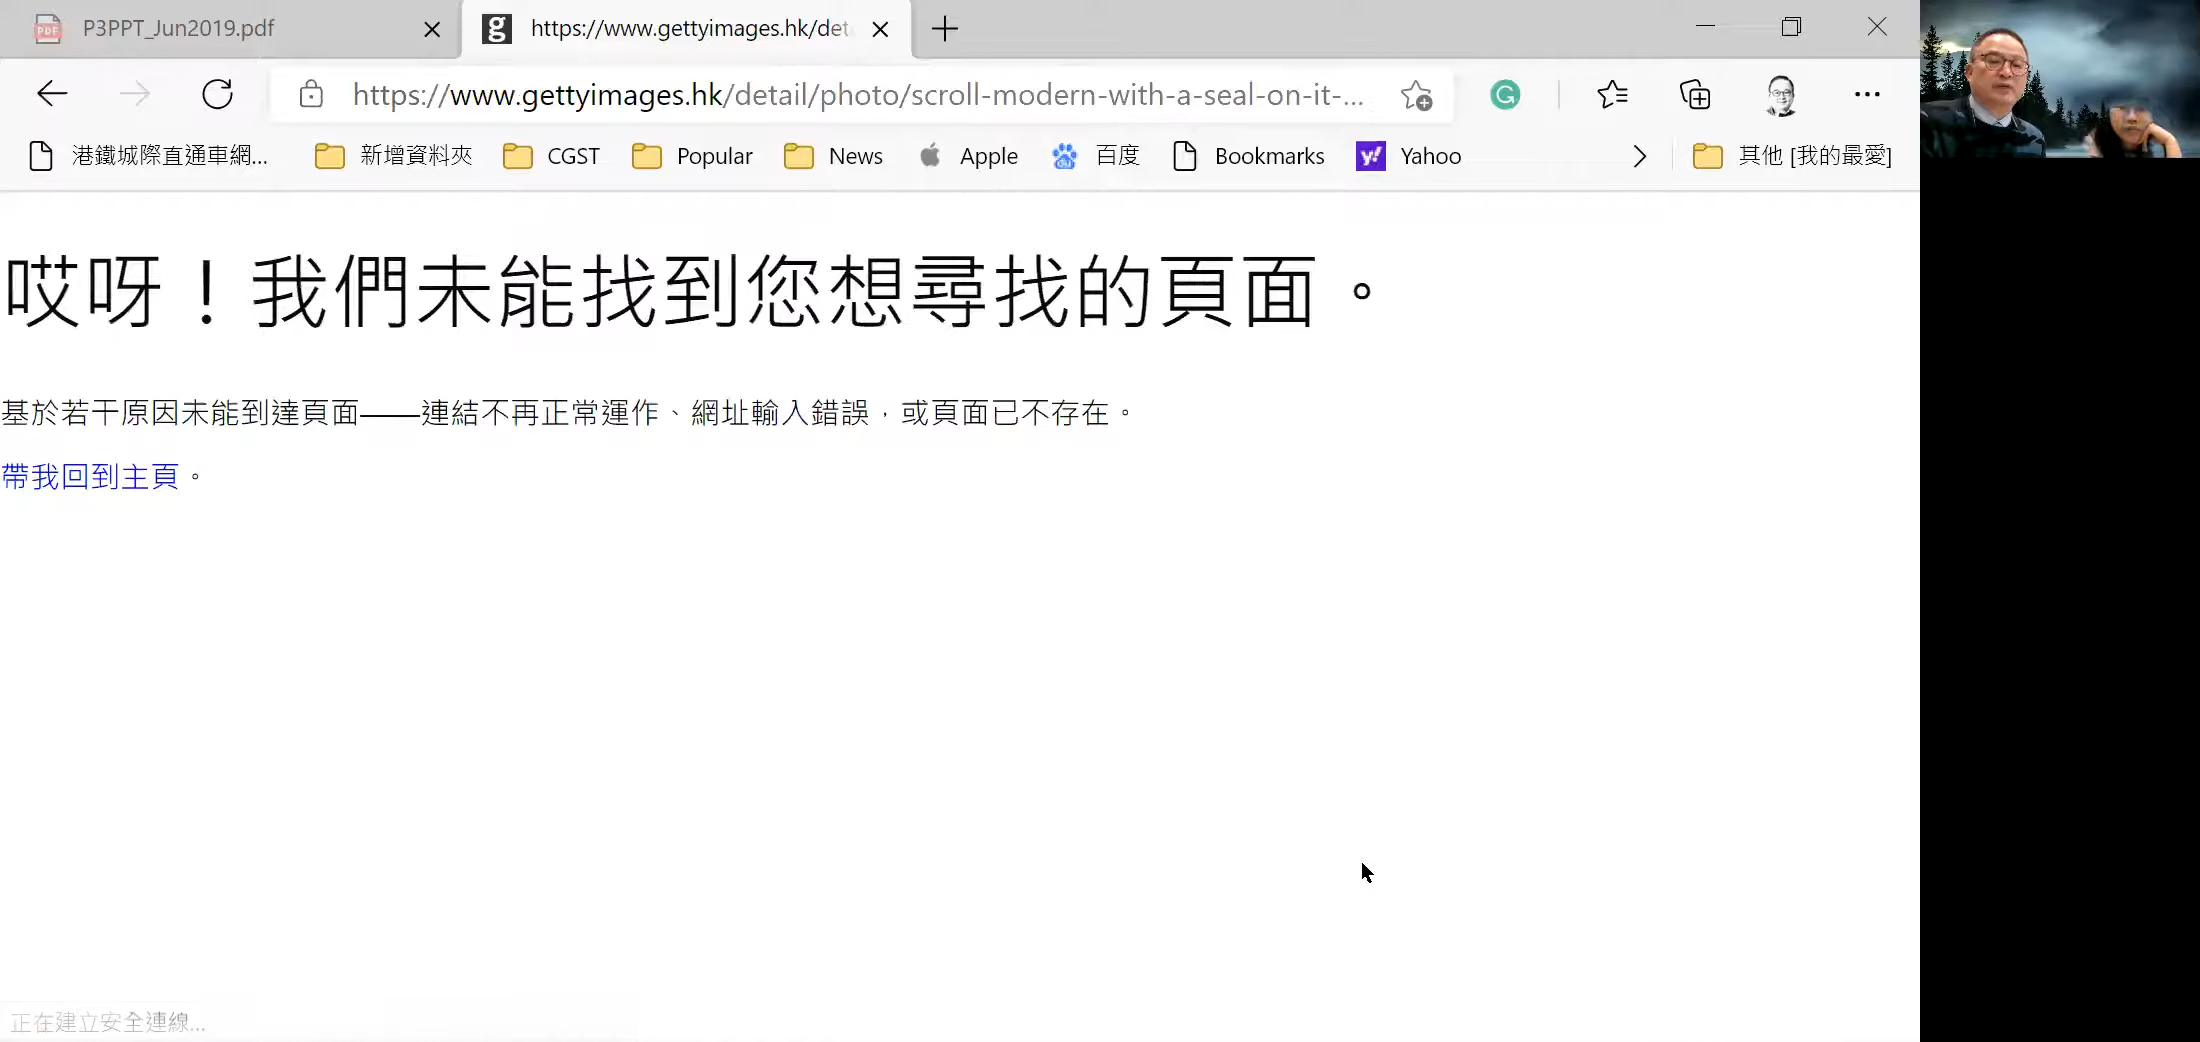 P3PPT_Jun2019.pdf
https://www.gettyimages.hk/det
https://www.gettyimages.hk/detail/photo/scroll-modern-with-a-seal-on-it-...
港鐵城際直通車網... 新增資料夾 CGST Popular News Apple 百度 Bookmarks Yahoo 其他 [我的最愛]
哎呀！我們未能找到您想尋找的頁面。
基於若干原因未能到達頁面——連結不再正常運作、網址輸入錯誤，或頁面已不存在。
帶我回到主頁。
正在建立安全連線...